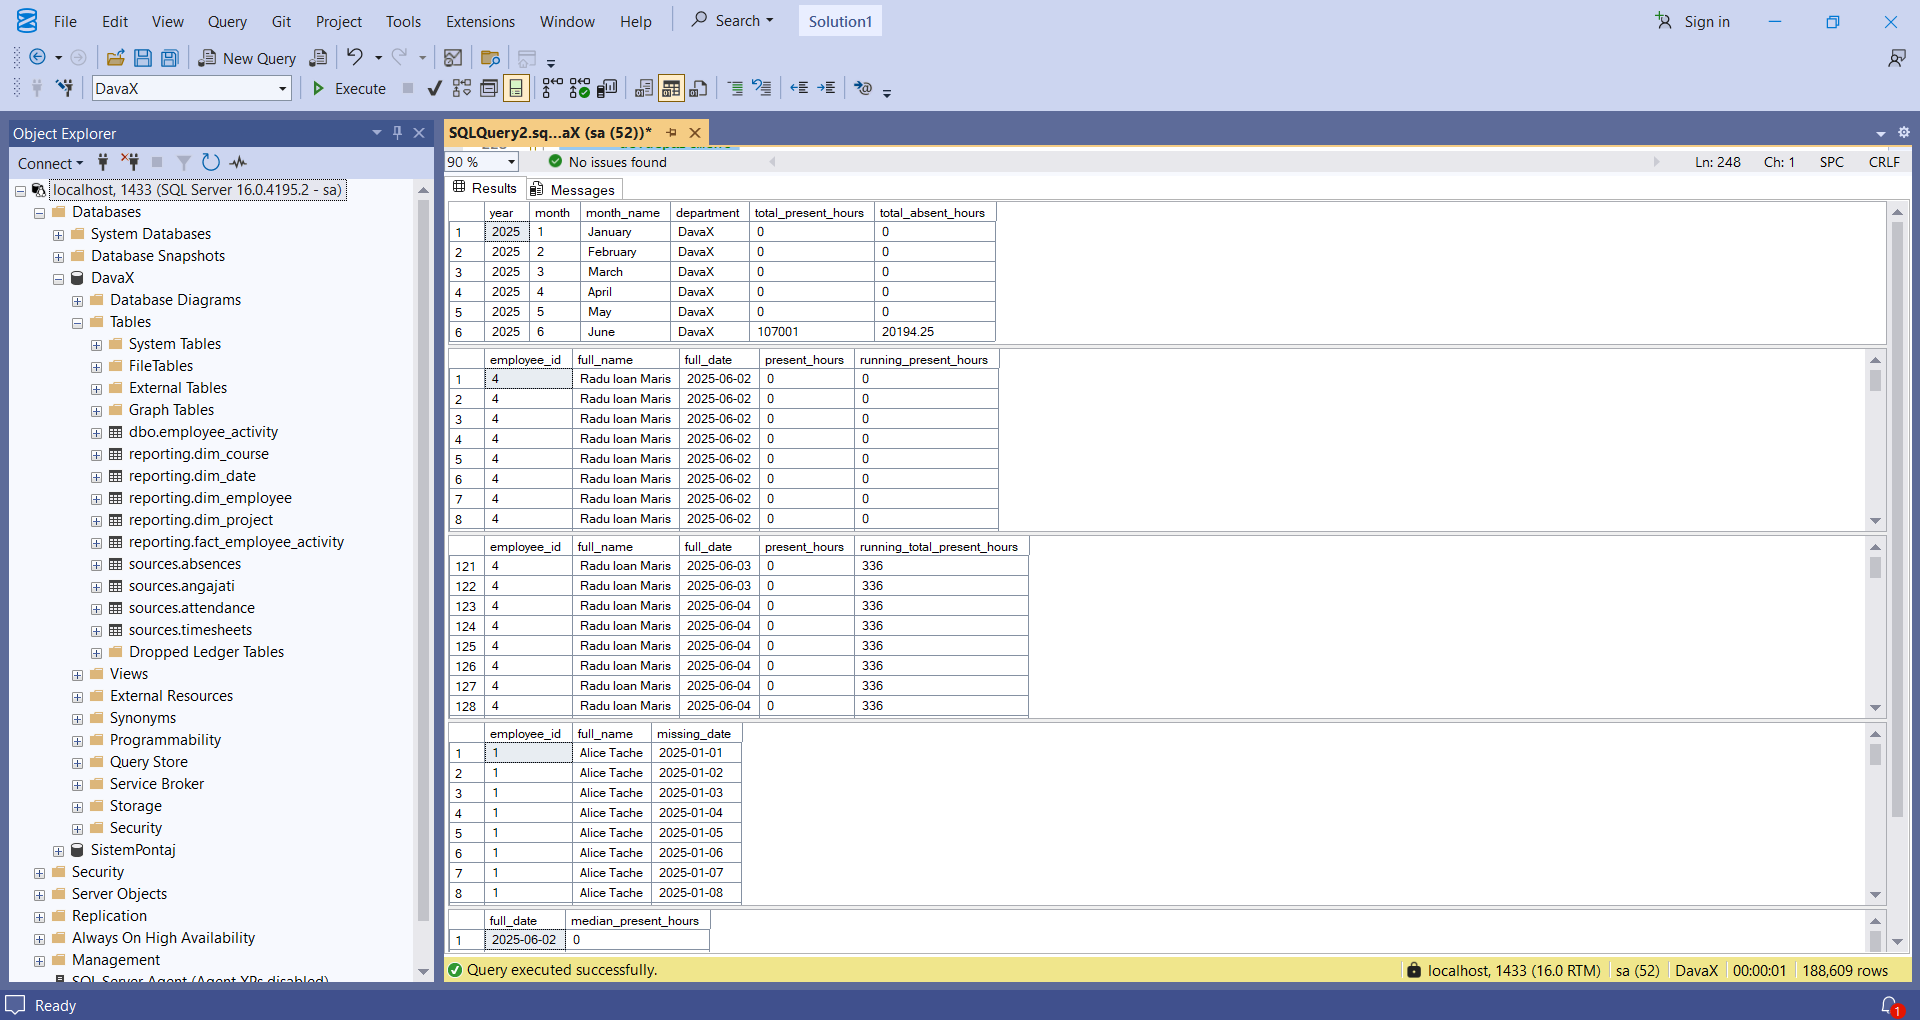 File Edit View Query Git Project Tools Extensions Window Help Search Solution1 Sign in
New Query
DavaX Execute
Object Explorer
Connect
localhost, 1433 (SQL Server 16.0.4195.2 - sa)
Databases
System Databases
Database Snapshots
DavaX
Database Diagrams
Tables
System Tables
FileTables
External Tables
Graph Tables
dbo.employee_activity
reporting.dim_course
reporting.dim_date
reporting.dim_employee
reporting.dim_project
reporting.fact_employee_activity
sources.absences
sources.angajati
sources.attendance
sources.timesheets
Dropped Ledger Tables
Views
External Resources
Synonyms
Programmability
Query Store
Service Broker
Storage
Security
SistemPontaj
Security
Server Objects
Replication
Always On High Availability
Management
SQL Server Agent (Agent XPs disabled)
SQLQuery2.sq...aX (sa (52))*
90 % No issues found Ln: 248 Ch: 1 SPC CRLF
Results Messages
year month month_name department total_present_hours total_absent_hours
1 2025 1 January DavaX 0 0
2 2025 2 February DavaX 0 0
3 2025 3 March DavaX 0 0
4 2025 4 April DavaX 0 0
5 2025 5 May DavaX 0 0
6 2025 6 June DavaX 107001 20194.25
employee_id full_name full_date present_hours running_present_hours
1 4 Radu Ioan Maris 2025-06-02 0 0
2 4 Radu Ioan Maris 2025-06-02 0 0
3 4 Radu Ioan Maris 2025-06-02 0 0
4 4 Radu Ioan Maris 2025-06-02 0 0
5 4 Radu Ioan Maris 2025-06-02 0 0
6 4 Radu Ioan Maris 2025-06-02 0 0
7 4 Radu Ioan Maris 2025-06-02 0 0
8 4 Radu Ioan Maris 2025-06-02 0 0
employee_id full_name full_date present_hours running_total_present_hours
121 4 Radu Ioan Maris 2025-06-03 0 336
122 4 Radu Ioan Maris 2025-06-03 0 336
123 4 Radu Ioan Maris 2025-06-04 0 336
124 4 Radu Ioan Maris 2025-06-04 0 336
125 4 Radu Ioan Maris 2025-06-04 0 336
126 4 Radu Ioan Maris 2025-06-04 0 336
127 4 Radu Ioan Maris 2025-06-04 0 336
128 4 Radu Ioan Maris 2025-06-04 0 336
employee_id full_name missing_date
1 1 Alice Tache 2025-01-01
2 1 Alice Tache 2025-01-02
3 1 Alice Tache 2025-01-03
4 1 Alice Tache 2025-01-04
5 1 Alice Tache 2025-01-05
6 1 Alice Tache 2025-01-06
7 1 Alice Tache 2025-01-07
8 1 Alice Tache 2025-01-08
full_date median_present_hours
1 2025-06-02 0
Query executed successfully. localhost, 1433 (16.0 RTM) sa (52) DavaX 00:00:01 188,609 rows
Ready 1